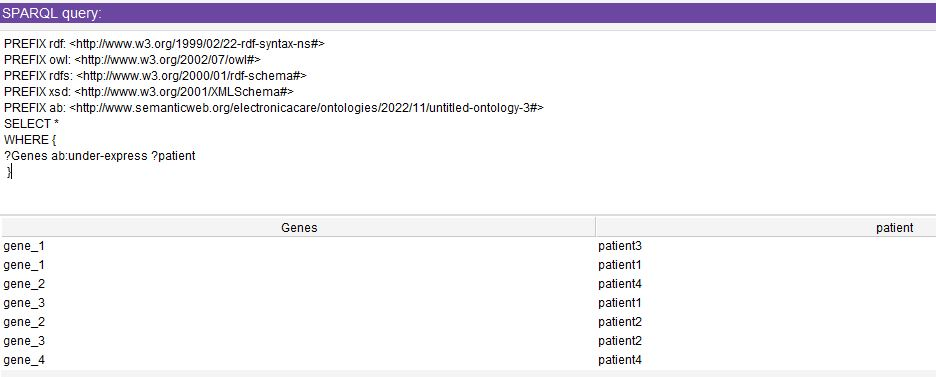 SPARQL query:
PREFIX rdf: <http://www.w3.org/1999/02/22-rdf-syntax-ns#>
PREFIX owl: <http://www.w3.org/2002/07/owl#>
PREFIX rdfs: <http://www.w3.org/2000/01/rdf-schema#>
PREFIX xsd: <http://www.w3.org/2001/XMLSchema#>
PREFIX ab: <http://www.semanticweb.org/electronicacare/ontologies/2022/11/untitled-ontology-3#>
SELECT *
WHERE {
?Genes ab:under-express ?patient
}
Genes patient
gene_1 patient3
gene_1 patient1
gene_2 patient4
gene_3 patient1
gene_2 patient2
gene_3 patient2
gene_4 patient4